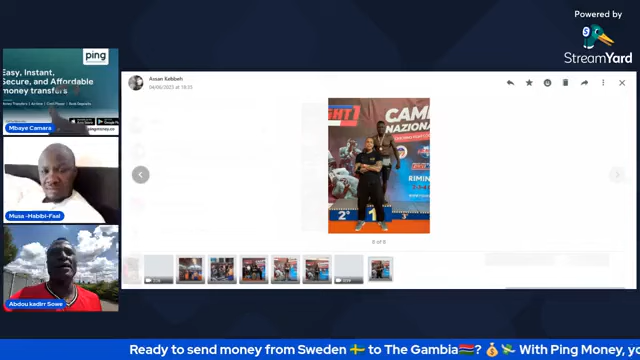 Powered by
StreamYard
ping
Easy, Instant,
Secure, and Affordable
money transfers
Mbaye Camara
Musa -Habibi-Faal
Abdou kadirr Sowe
Assan Kebbeh
04/06/2023 at 18:33
CAM
NAZIONA
RIMIN
2°
1
3°
8 of 8
Ready to send money from Sweden 🇸🇪 to The Gambia🇬🇲? 💰💸 With Ping Money, yo